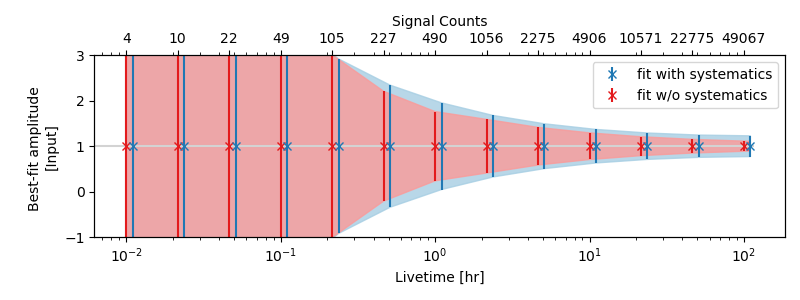 Signal Counts
4 10 22 49 105 227 490 1056 2275 4906 10571 22775 49067
fit with systematics
fit w/o systematics
Best-fit amplitude
[Input]
3
2
1
0
−1
10⁻² 10⁻¹ 10⁰ 10¹ 10²
Livetime [hr]